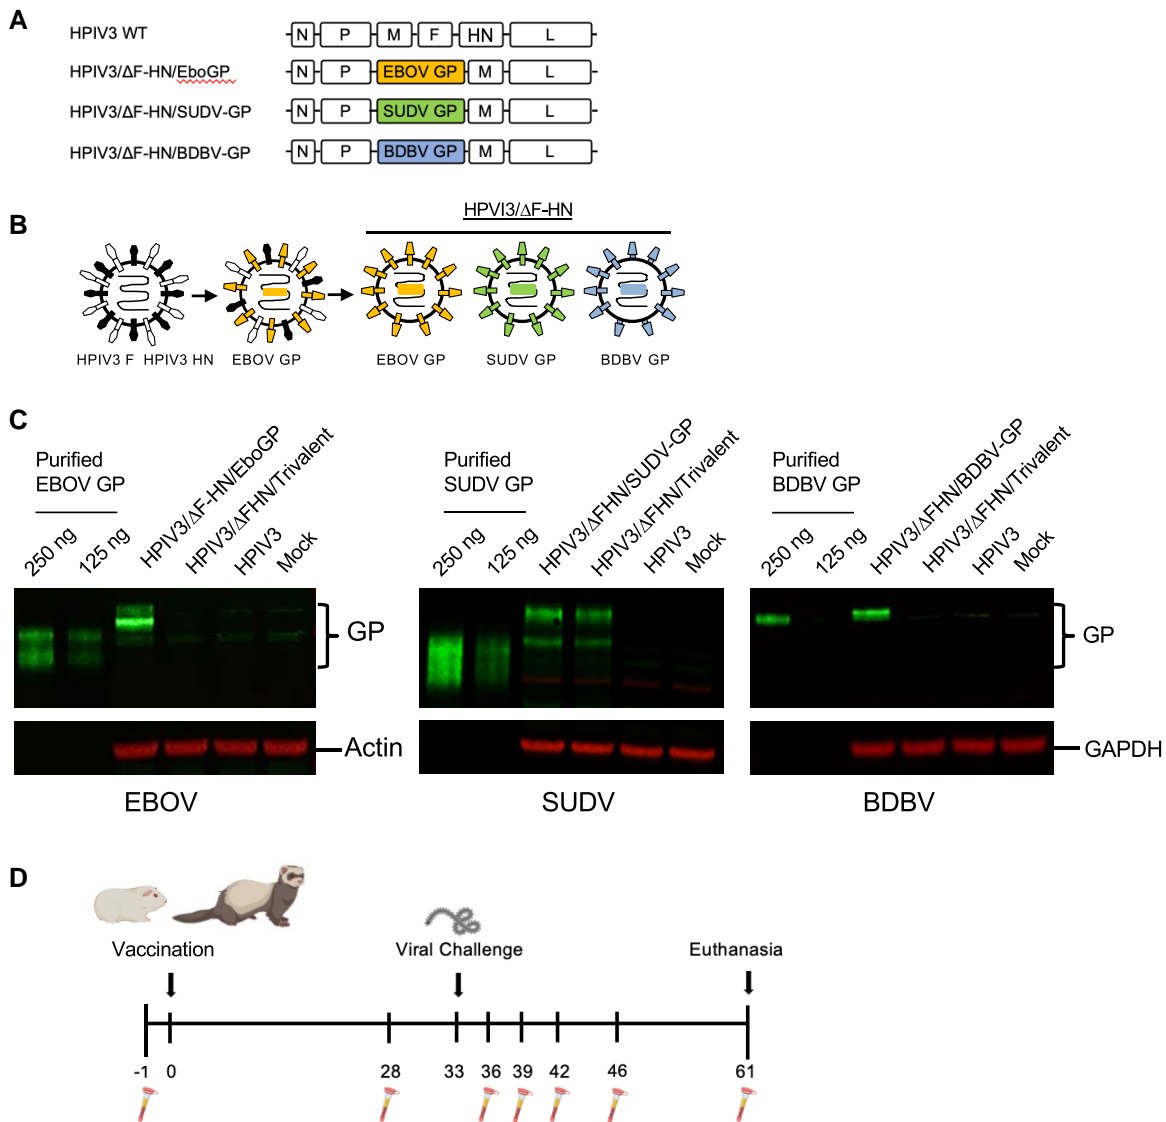 A
HPIV3 WT
N P M F HN L
HPIV3/ΔF-HN/EboGP
N P EBOV GP M L
HPIV3/ΔF-HN/SUDV-GP
N P SUDV GP M L
HPIV3/ΔF-HN/BDBV-GP
N P BDBV GP M L
B
HPVI3/ΔF-HN
HPIV3 F HPIV3 HN EBOV GP EBOV GP SUDV GP BDBV GP
C
Purified
EBOV GP
250 ng
125 ng
HPIV3/ΔF-HN/EboGP
HPIV3/ΔFHN/Trivalent
HPIV3
Mock
GP
Actin
EBOV
Purified
SUDV GP
250 ng
125 ng
HPIV3/ΔFHN/SUDV-GP
HPIV3/ΔFHN/Trivalent
HPIV3
Mock
SUDV
Purified
BDBV GP
250 ng
125 ng
HPIV3/ΔFHN/BDBV-GP
HPIV3/ΔFHN/Trivalent
HPIV3
Mock
GP
GAPDH
BDBV
D
Vaccination Viral Challenge Euthanasia
-1 0 28 33 36 39 42 46 61